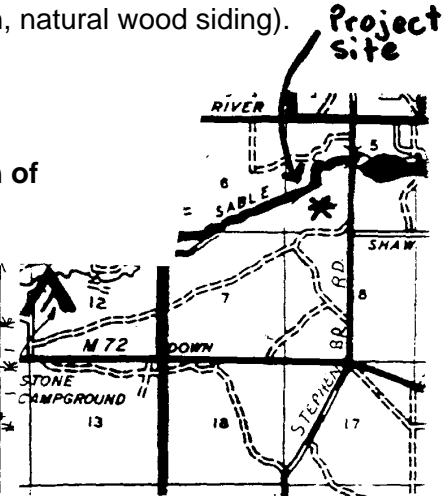 , natural wood siding).
Project
site
RIVER
5
of
6
SABLE
SHAW
12
7
RD.
8
M 72
DOWN
STONE
CAMPGROUND
STEPHEN BR
13
18
17